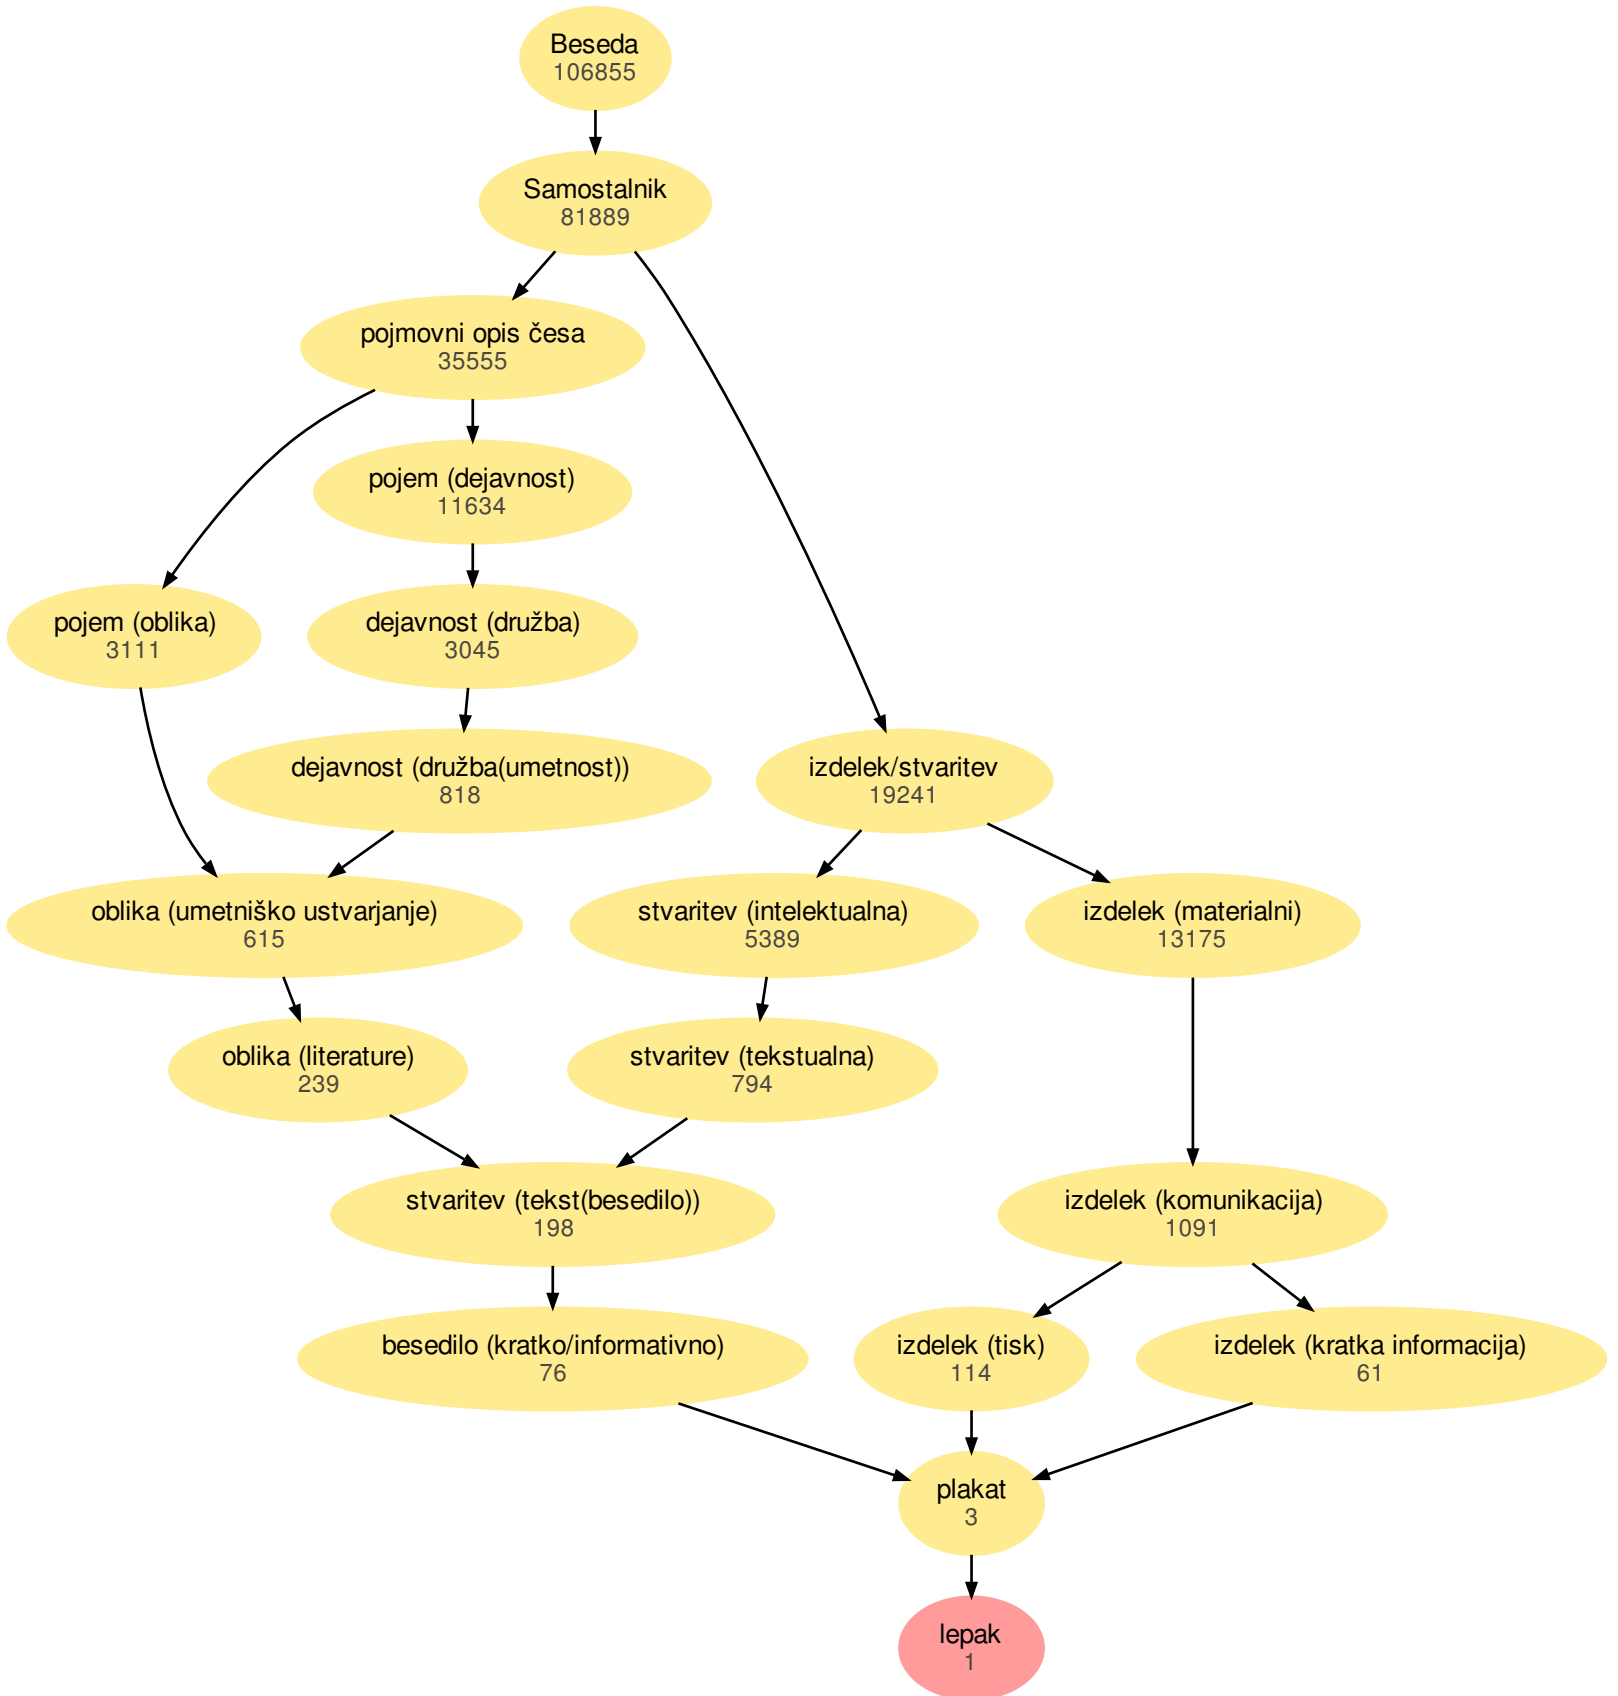 Beseda
106855
Samostalnik
81889
pojmovni opis česa
35555
pojem (dejavnost)
11634
pojem (oblika)
3111
dejavnost (družba)
3045
dejavnost (družba(umetnost))
818
izdelek/stvaritev
19241
oblika (umetniško ustvarjanje)
615
stvaritev (intelektualna)
5389
izdelek (materialni)
13175
oblika (literature)
239
stvaritev (tekstualna)
794
stvaritev (tekst(besedilo))
198
izdelek (komunikacija)
1091
besedilo (kratko/informativno)
76
izdelek (tisk)
114
izdelek (kratka informacija)
61
plakat
3
lepak
1